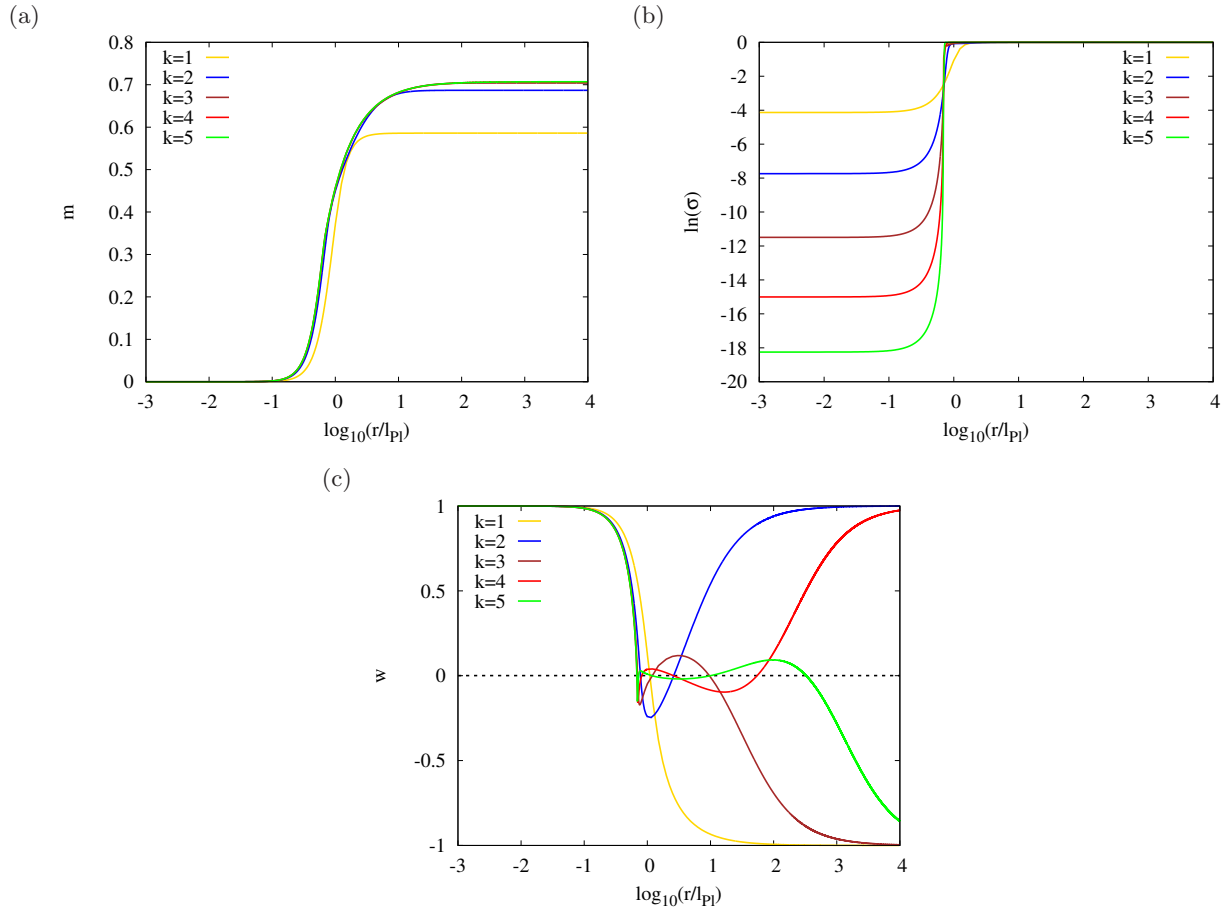 (a)
0.8
0.7
0.6
0.5
0.4
0.3
0.2
0.1
0
m
k=1
k=2
k=3
k=4
k=5
-3 -2 -1 0 1 2 3 4
log10(r/lPl)
(b)
0
-2
-4
-6
-8
-10
-12
-14
-16
-18
-20
ln(σ)
k=1
k=2
k=3
k=4
k=5
-3 -2 -1 0 1 2 3 4
log10(r/lPl)
(c)
1
0.5
0
-0.5
-1
w
k=1
k=2
k=3
k=4
k=5
-3 -2 -1 0 1 2 3 4
log10(r/lPl)